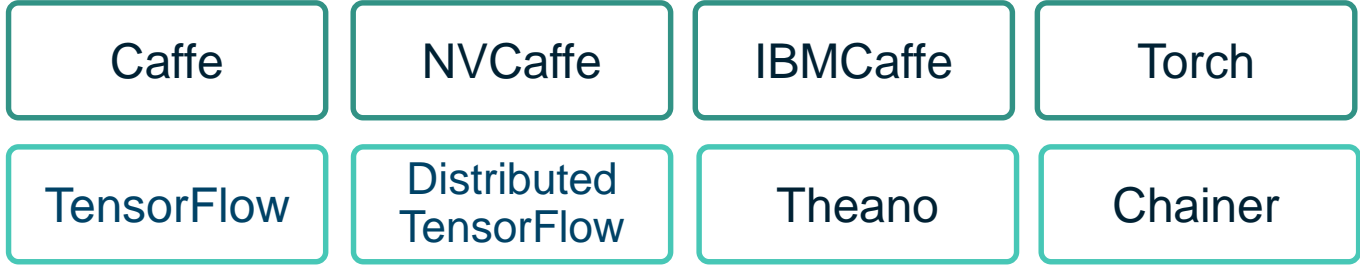 Caffe
NVCaffe
IBMCaffe
Torch
TensorFlow
Distributed
TensorFlow
Theano
Chainer